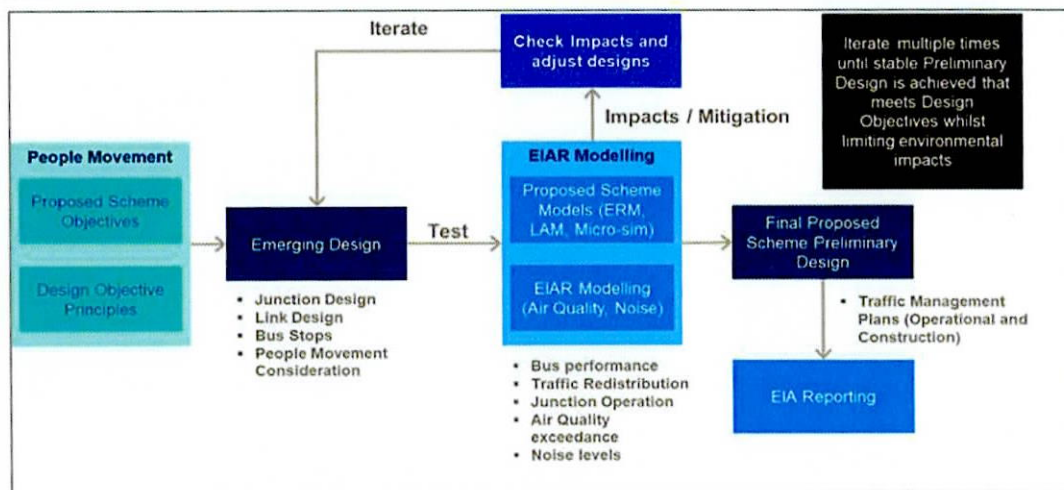 Iterate
Check Impacts and
adjust designs
Iterate multiple times
until stable Preliminary
Design is achieved that
meets Design
Objectives whilst
limiting environmental
impacts
Impacts / Mitigation
People Movement
Proposed Scheme
Objectives
Design Objective
Principles
Emerging Design
• Junction Design
• Link Design
• Bus Stops
• People Movement
Consideration
Test
EIAR Modelling
Proposed Scheme
Models (ERM,
LAM, Micro-sim)
EIAR Modelling
(Air Quality, Noise)
• Bus performance
• Traffic Redistribution
• Junction Operation
• Air Quality
exceedance
• Noise levels
Final Proposed
Scheme Preliminary
Design
• Traffic Management
Plans (Operational and
Construction)
EIA Reporting